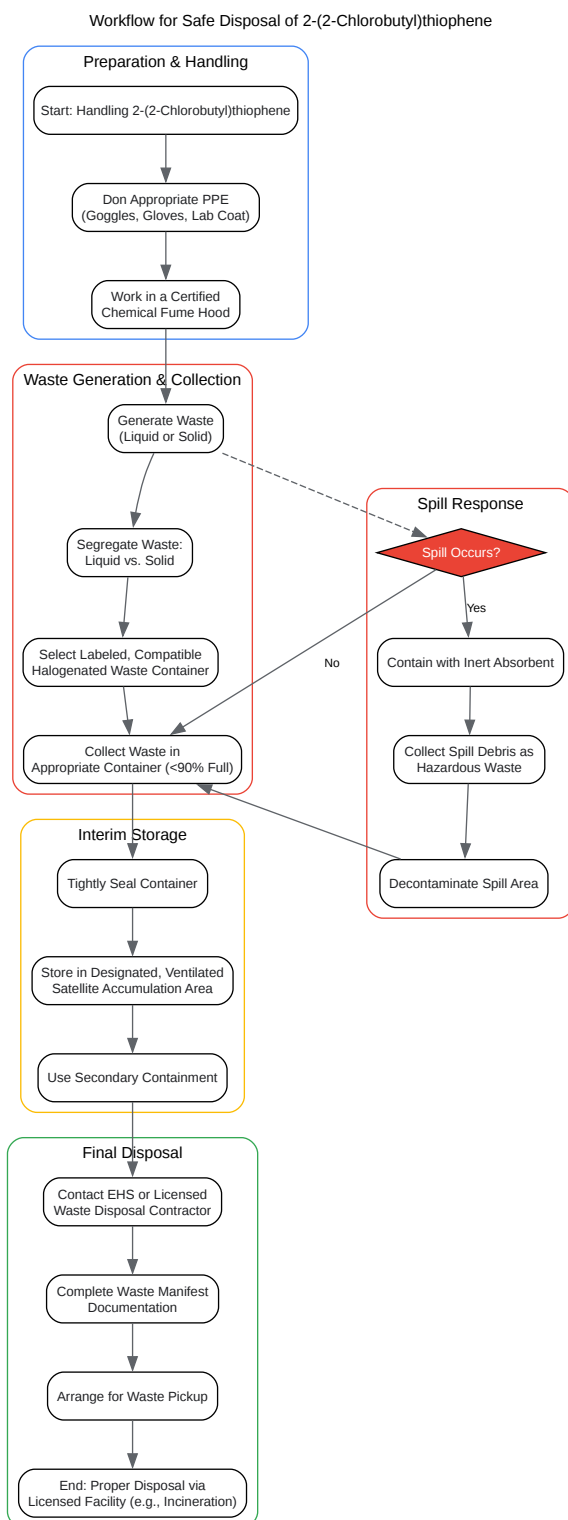 Workflow for Safe Disposal of 2-(2-Chlorobutyl)thiophene
Preparation & Handling
Start: Handling 2-(2-Chlorobutyl)thiophene
Don Appropriate PPE
(Goggles, Gloves, Lab Coat)
Work in a Certified
Chemical Fume Hood
Waste Generation & Collection
Generate Waste
(Liquid or Solid)
Segregate Waste:
Liquid vs. Solid
Select Labeled, Compatible
Halogenated Waste Container
Collect Waste in
Appropriate Container (<90% Full)
Spill Response
Spill Occurs?
Yes
No
Contain with Inert Absorbent
Collect Spill Debris as
Hazardous Waste
Decontaminate Spill Area
Interim Storage
Tightly Seal Container
Store in Designated, Ventilated
Satellite Accumulation Area
Use Secondary Containment
Final Disposal
Contact EHS or Licensed
Waste Disposal Contractor
Complete Waste Manifest
Documentation
Arrange for Waste Pickup
End: Proper Disposal via
Licensed Facility (e.g., Incineration)